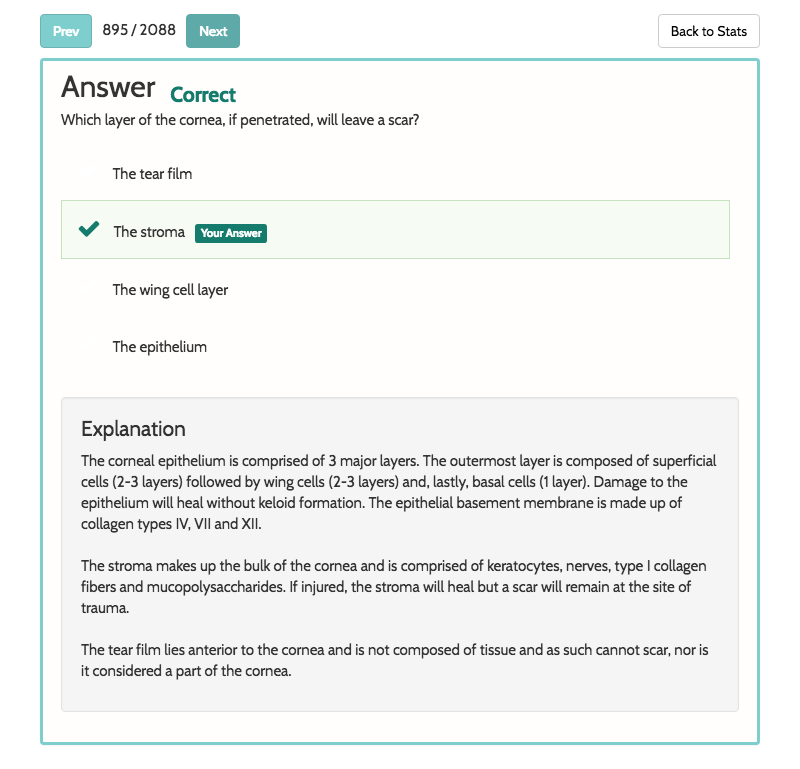 Prev 895 / 2088 Next Back to Stats
Answer Correct
Which layer of the cornea, if penetrated, will leave a scar?
The tear film
The stroma Your Answer
The wing cell layer
The epithelium
Explanation
The corneal epithelium is comprised of 3 major layers. The outermost layer is composed of superficial
cells (2-3 layers) followed by wing cells (2-3 layers) and, lastly, basal cells (1 layer). Damage to the
epithelium will heal without keloid formation. The epithelial basement membrane is made up of
collagen types IV, VII and XII.
The stroma makes up the bulk of the cornea and is comprised of keratocytes, nerves, type I collagen
fibers and mucopolysaccharides. If injured, the stroma will heal but a scar will remain at the site of
trauma.
The tear film lies anterior to the cornea and is not composed of tissue and as such cannot scar, nor is
it considered a part of the cornea.